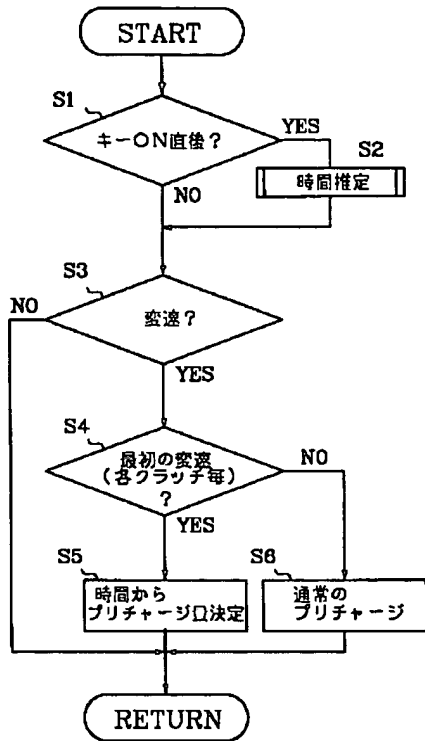 START
S1
キーON直後?
YES
S2
時間推定
NO
S3
NO
変速?
YES
S4
最初の変速
(各クラッチ毎)
?
NO
YES
S5
時間から
プリチャージ口決定
S6
通常の
プリチャージ
RETURN